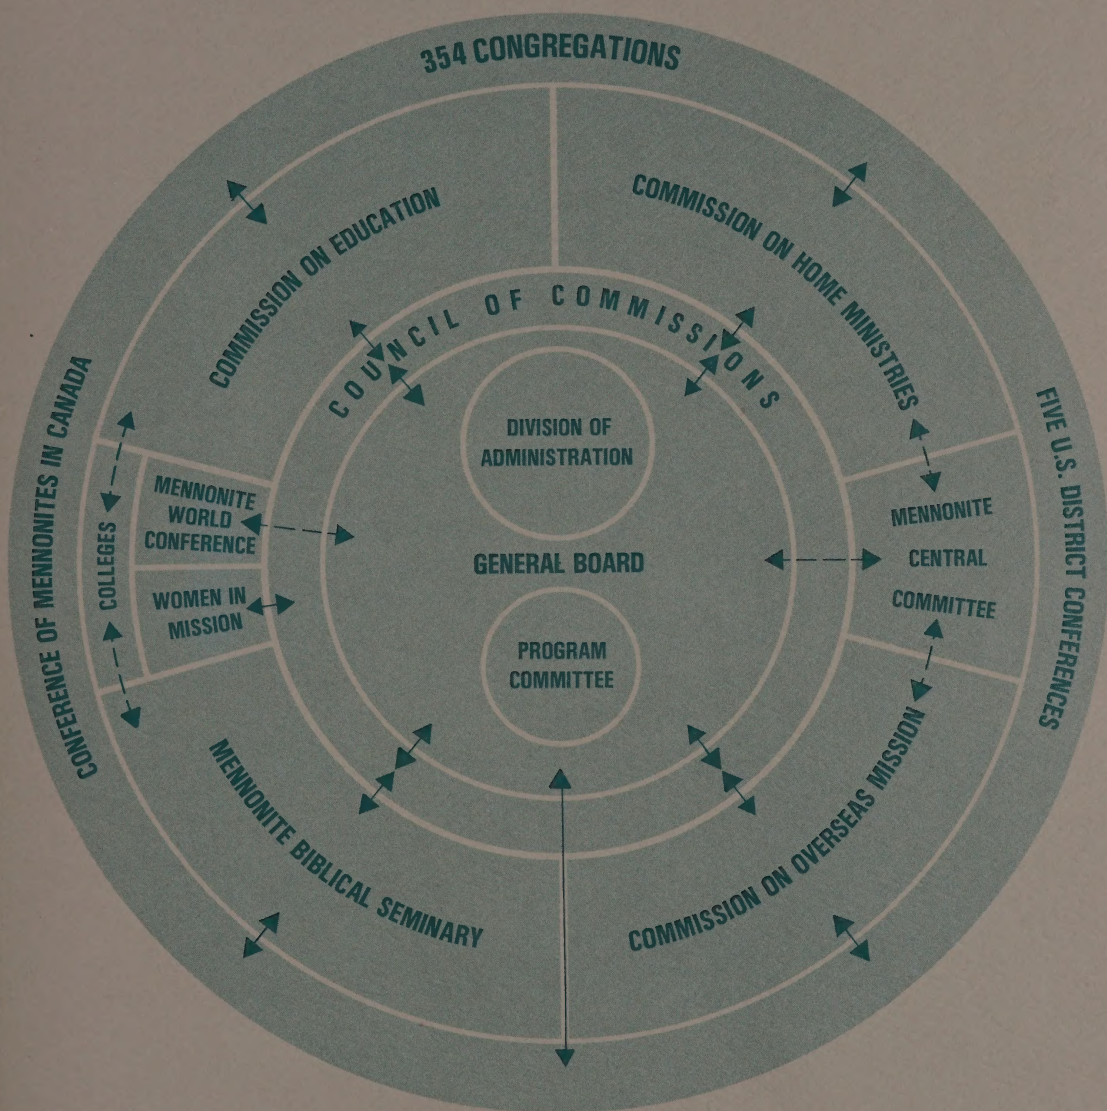 354 CONGREGATIONS
COMMISSION ON EDUCATION
COMMISSION ON HOME MINISTRIES
COUNCIL OF COMMISSIONS
CONFERENCE OF MENNONITES IN CANADA
FIVE U.S. DISTRICT CONFERENCES
DIVISION OF
ADMINISTRATION
MENNONITE
WORLD
CONFERENCE
COLLEGES
WOMEN IN
MISSION
GENERAL BOARD
MENNONITE
CENTRAL
COMMITTEE
PROGRAM
COMMITTEE
MENNONITE BIBLICAL SEMINARY
COMMISSION ON OVERSEAS MISSION